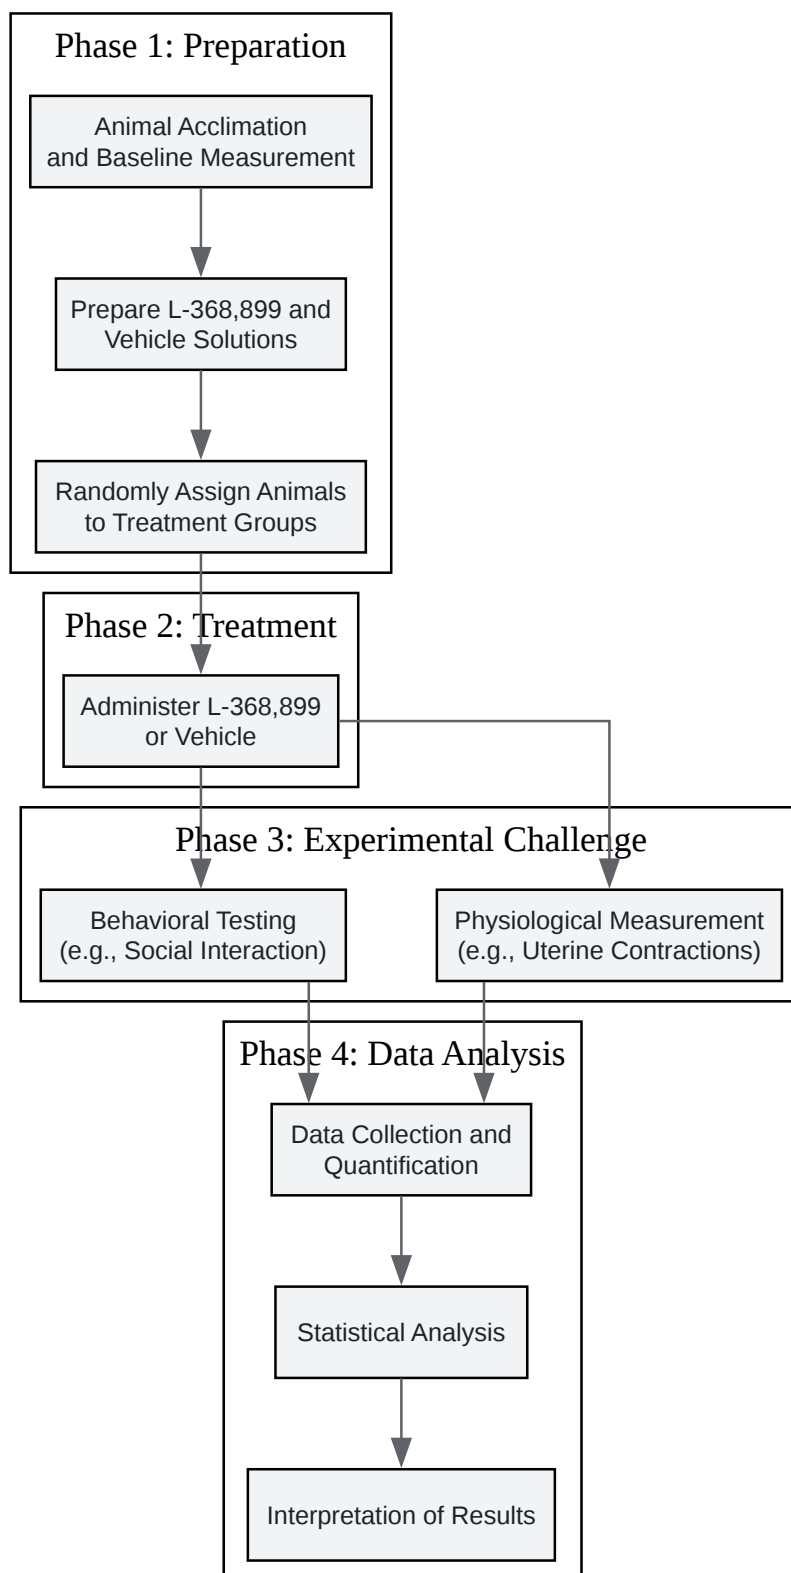 Phase 1: Preparation
Animal Acclimation
and Baseline Measurement
Prepare L-368,899 and
Vehicle Solutions
Randomly Assign Animals
to Treatment Groups
Phase 2: Treatment
Administer L-368,899
or Vehicle
Phase 3: Experimental Challenge
Behavioral Testing
(e.g., Social Interaction)
Physiological Measurement
(e.g., Uterine Contractions)
Phase 4: Data Analysis
Data Collection and
Quantification
Statistical Analysis
Interpretation of Results